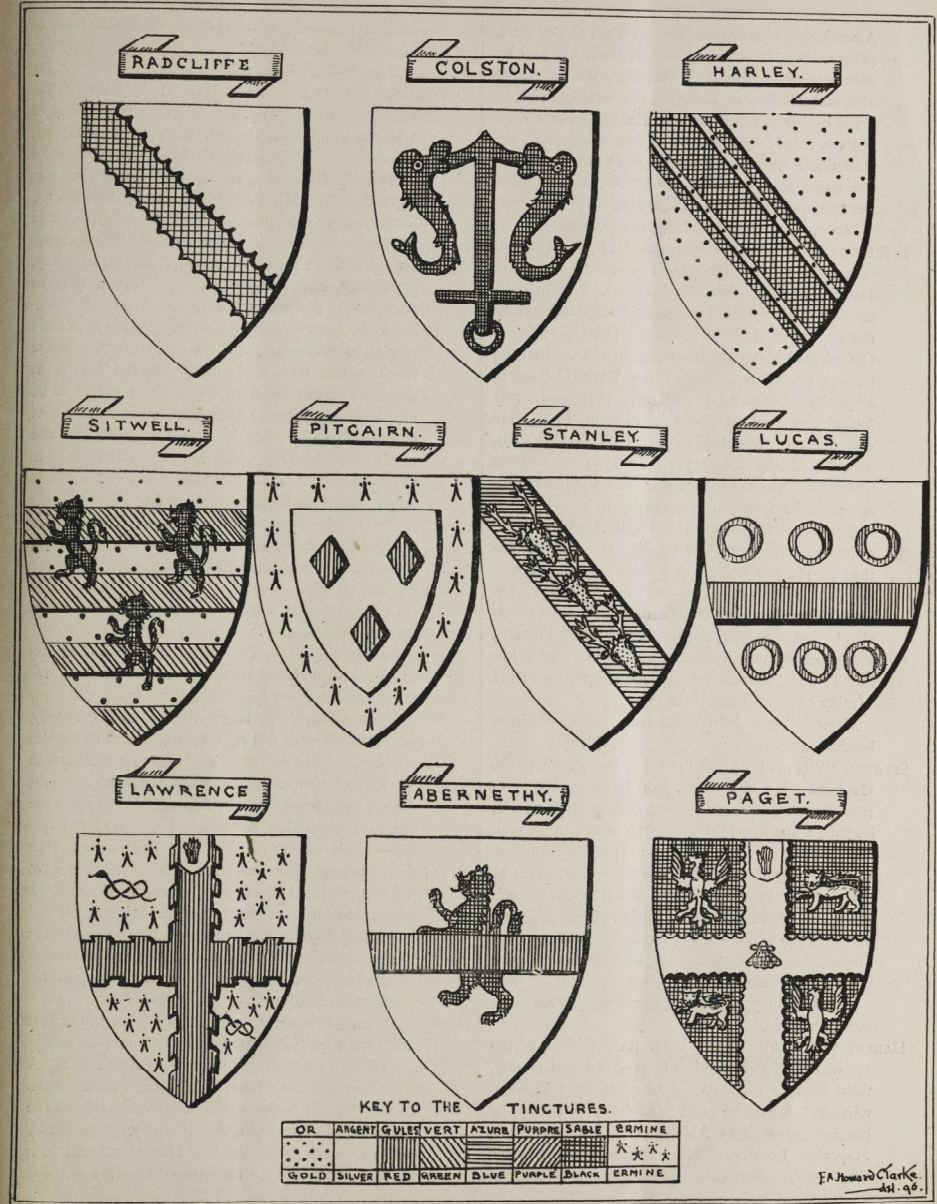 RADCLIFFE
COLSTON.
HARLEY.
SITWELL.
PITCAIRN.
STANLEY.
LUCAS.
LAWRENCE
ABERNETHY.
PAGET.
KEY TO THE TINCTURES.
OR ARGENT GULES VERT AZURE PURPRE SABLE ERMINE
GOLD SILVER RED GREEN BLUE PURPLE BLACK ERMINE
F.A. Howard Clarke.
del. 96.